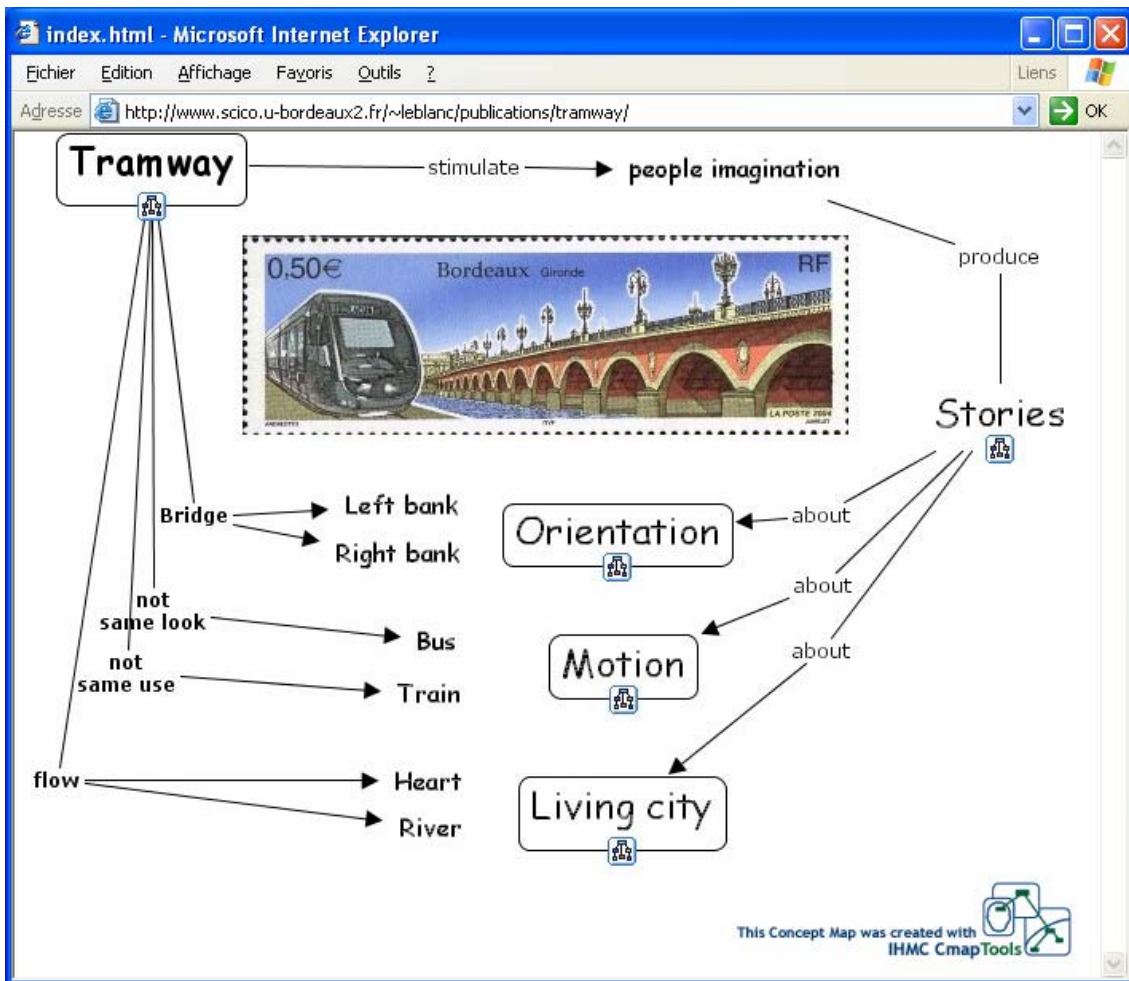 index.html - Microsoft Internet Explorer
Fichier Edition Affichage Favoris Outils ? Liens
Adresse http://www.scico.u-bordeaux2.fr/~leblanc/publications/tramway/ OK
Tramway
stimulate
people imagination
produce
0,50€ Bordeaux Gironde RF
LA POSTE 2004
Stories
Bridge
Left bank
Right bank
Orientation
about
not
same look
Bus
about
Motion
not
same use
Train
about
flow
Heart
River
Living city
This Concept Map was created with
IHMC CmapTools